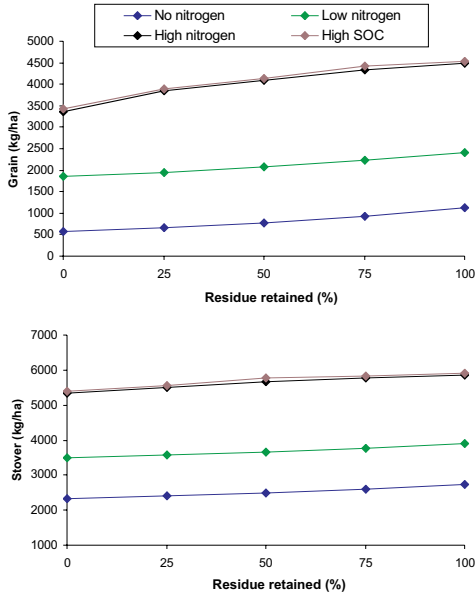 No nitrogen Low nitrogen
High nitrogen High SOC
5000
4500
4000
3500
3000
2500
2000
1500
1000
500
0
Grain (kg/ha)
0 25 50 75 100
Residue retained (%)
7000
6000
5000
4000
3000
2000
1000
Stover (kg/ha)
0 25 50 75 100
Residue retained (%)